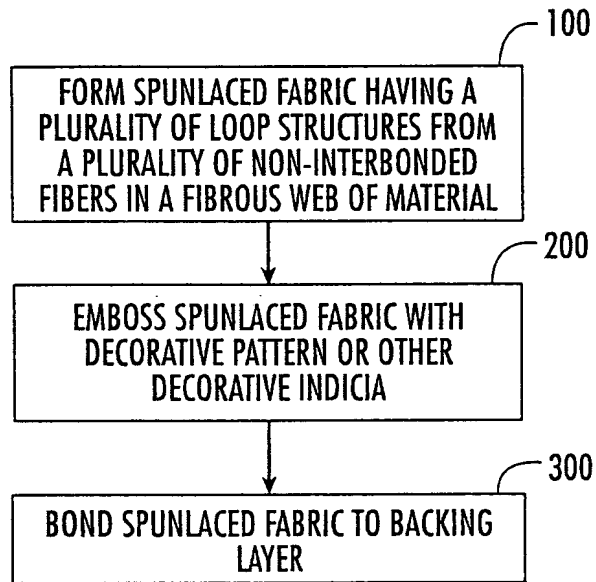 100
FORM SPUNLACED FABRIC HAVING A
PLURALITY OF LOOP STRUCTURES FROM
A PLURALITY OF NON-INTERBONDED
FIBERS IN A FIBROUS WEB OF MATERIAL
200
EMBOSS SPUNLACED FABRIC WITH
DECORATIVE PATTERN OR OTHER
DECORATIVE INDICIA
300
BOND SPUNLACED FABRIC TO BACKING
LAYER